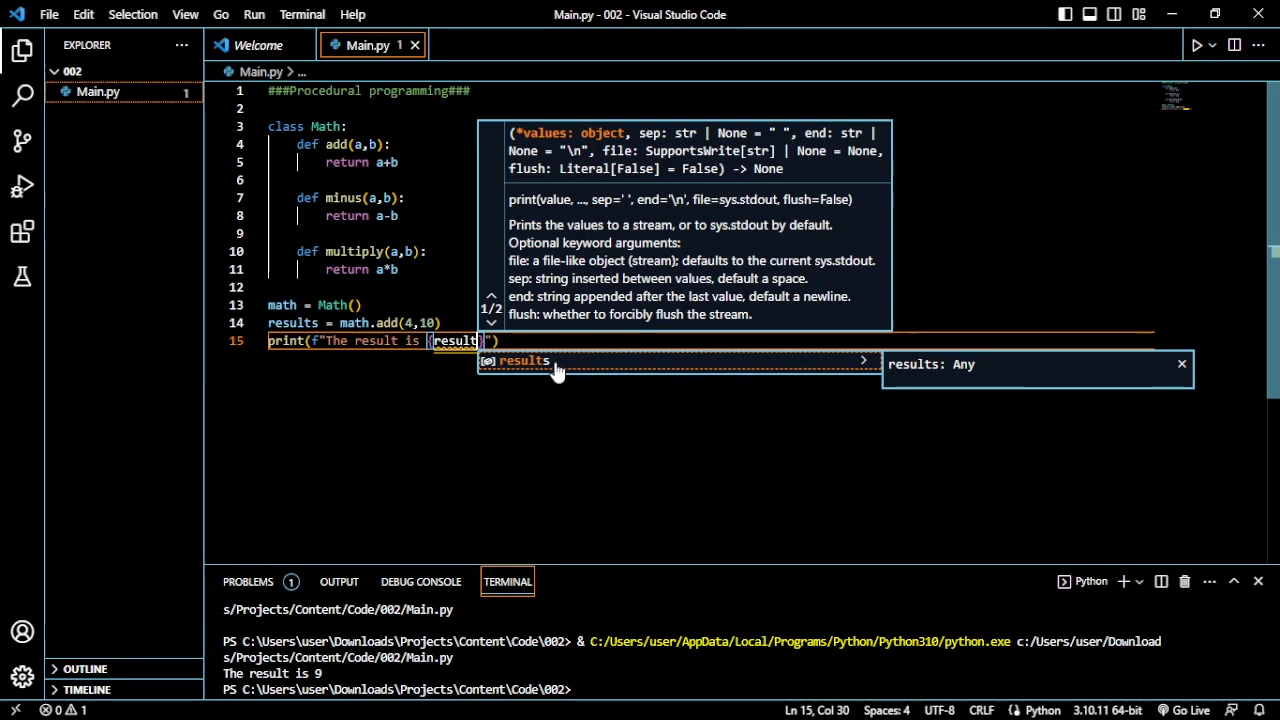 File Edit Selection View Go Run Terminal Help Main.py - 002 - Visual Studio Code
EXPLORER ...
Welcome Main.py 1
002
Main.py 1
Main.py > ...
1 ###Procedural programming###
2
3 class Math:
4 def add(a,b):
5 return a+b
6
7 def minus(a,b):
8 return a-b
9
10 def multiply(a,b):
11 return a*b
12
13 math = Math()
14 results = math.add(4,10)
15 print(f"The result is {result}")
(*values: object, sep: str | None = " ", end: str |
None = "\n", file: SupportsWrite[str] | None = None,
flush: Literal[False] = False) -> None
print(value, ..., sep=' ', end='\n', file=sys.stdout, flush=False)
Prints the values to a stream, or to sys.stdout by default.
Optional keyword arguments:
file: a file-like object (stream); defaults to the current sys.stdout.
sep: string inserted between values, default a space.
end: string appended after the last value, default a newline.
flush: whether to forcibly flush the stream.
1/2
results
results: Any
PROBLEMS 1 OUTPUT DEBUG CONSOLE TERMINAL Python
s/Projects/Content/Code/002/Main.py
PS C:\Users\user\Downloads\Projects\Content\Code\002> & C:/Users/user/AppData/Local/Programs/Python/Python310/python.exe c:/Users/user/Download
s/Projects/Content/Code/002/Main.py
The result is 9
PS C:\Users\user\Downloads\Projects\Content\Code\002>
OUTLINE
TIMELINE
0 1 Ln 15, Col 30 Spaces: 4 UTF-8 CRLF Python 3.10.11 64-bit Go Live